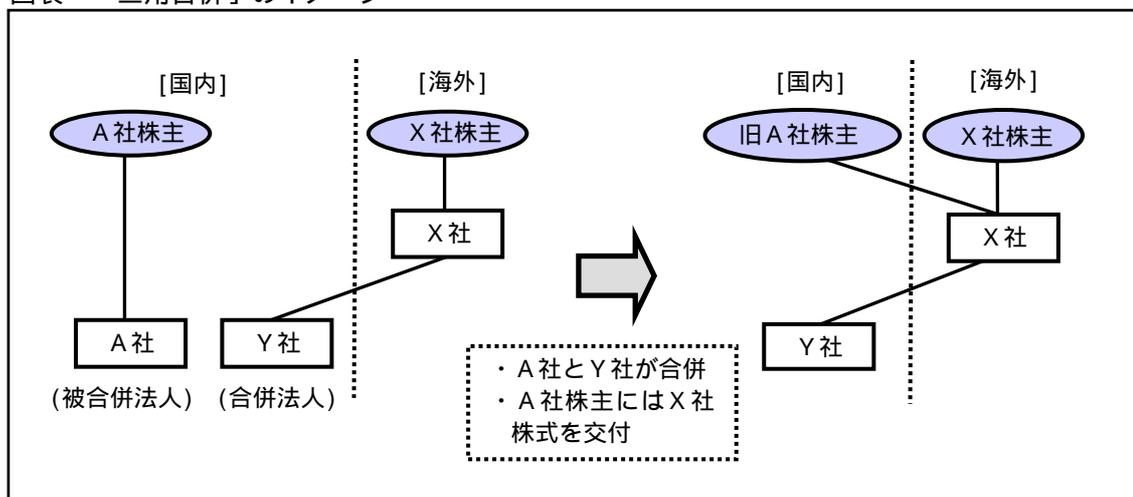 [国内]
[海外]
A社株主
X社株主
X社
A社
Y社
(被合併法人)
(合併法人)
・A社とY社が合併
・A社株主にはX社
株式を交付
[国内]
[海外]
旧A社株主
X社株主
X社
Y社